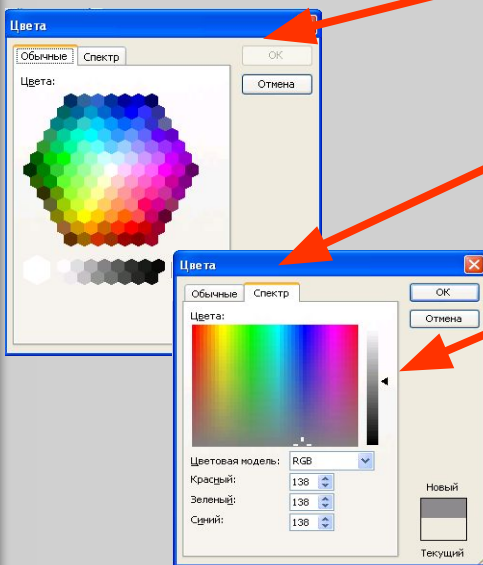 Цвета
Обычные Спектр
OK
Отмена
Цвета:
Цвета
Обычные Спектр
OK
Отмена
Цвета:
Цветовая модель: RGB
Красный: 138
Зеленый: 138
Синий: 138
Новый
Текущий